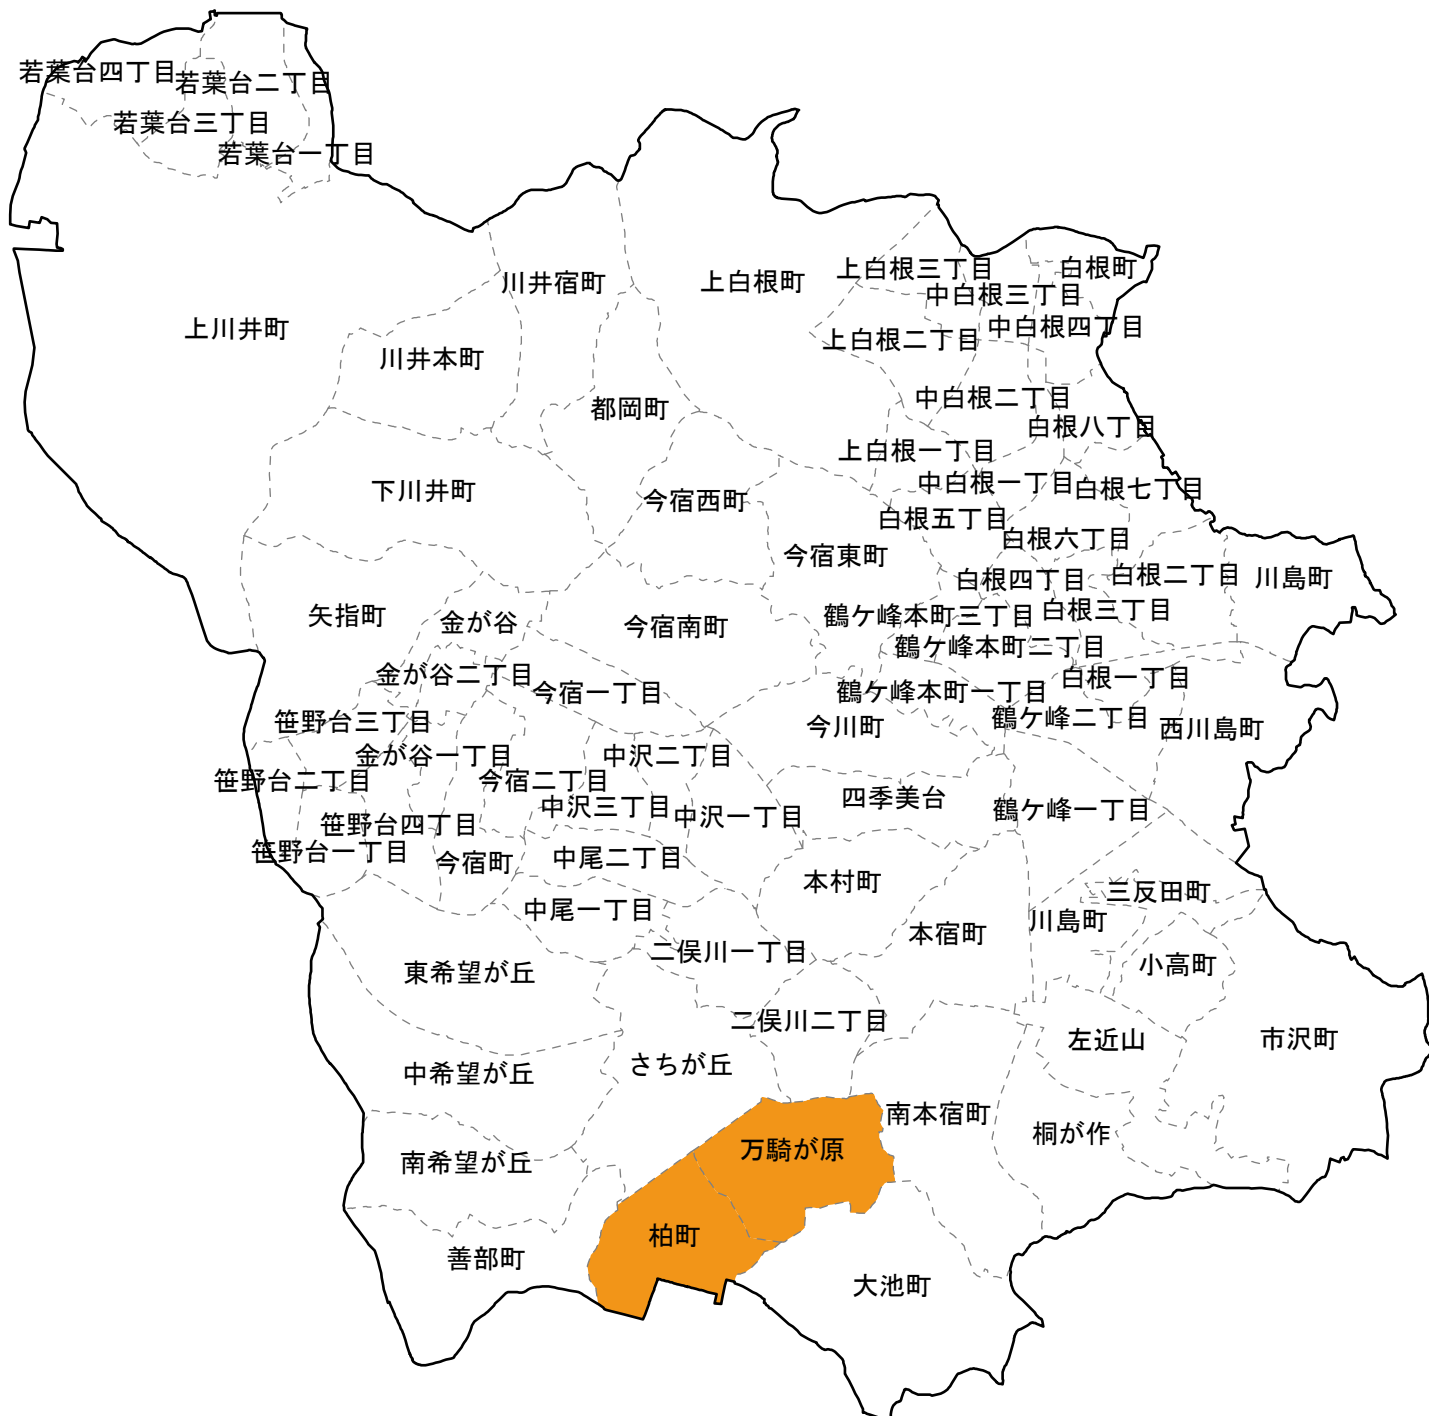 若葉台四丁目
若葉台二丁目
若葉台三丁目
若葉台一丁目
上白根三丁目
白根町
川井宿町
上白根町
中白根三丁目
上川井町
中白根四丁目
上白根二丁目
川井本町
中白根二丁目
都岡町
白根八丁目
上白根一丁目
中白根一丁目
下川井町
白根七丁目
今宿西町
白根五丁目
白根六丁目
今宿東町
白根四丁目
白根二丁目
川島町
矢指町
金が谷
今宿南町
鶴ケ峰本町三丁目
白根三丁目
鶴ケ峰本町二丁目
金が谷二丁目
白根一丁目
今宿一丁目
鶴ケ峰本町一丁目
笹野台三丁目
鶴ケ峰二丁目
今川町
西川島町
金が谷一丁目
中沢二丁目
笹野台二丁目
今宿二丁目
四季美台
中沢三丁目
鶴ケ峰一丁目
中沢一丁目
笹野台四丁目
笹野台一丁目
今宿町
中尾二丁目
本村町
三反田町
中尾一丁目
川島町
本宿町
二俣川一丁目
小高町
東希望が丘
二俣川二丁目
左近山
市沢町
さちが丘
中希望が丘
南本宿町
桐が作
万騎が原
南希望が丘
柏町
善部町
大池町